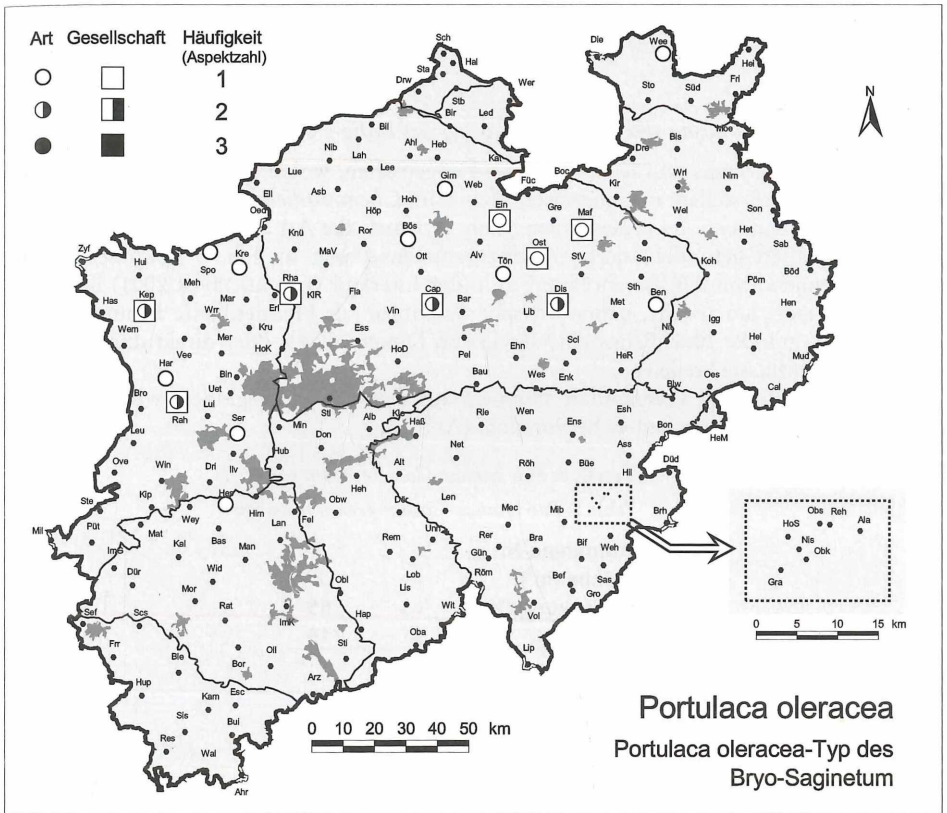 Art Gesellschaft Häufigkeit
(Aspektzahl)
1
2
3
N
Sch
Hal
Sta
Drw
Wer
Stb
Bir
Led
Die
Wee
Hei
Sto
Süd
Fri
Bil
Nib
Lah
Ahl
Heb
Kat
Lue
Lee
Ell
Asb
Gim
Web
Füc
Boc
Dre
Bls
Moe
Kir
Wrl
Nim
Oed
Höp
Hoh
Ein
Gre
Maf
Wel
Son
Knü
MaV
Ror
Bös
Alv
Ost
Het
Sab
Zyf
Hui
Spo
Kre
Ott
Tön
StV
Sen
Koh
Böd
Has
Kep
Meh
Mar
Rha
KlR
Erl
Fla
Cap
Bar
Dis
Lib
Met
Sth
Ben
Pöm
Hen
Wem
Wrr
Kru
Vin
Ess
Nil
Igg
Mer
HoK
HoD
Pel
Ehn
Scl
Hel
Mud
Vee
Har
Bln
Bau
Wes
Enk
HeR
Blw
Oes
Cal
Bro
Uet
Rah
Lul
Stl
Alb
Kle
Rie
Wen
Esh
HeM
Leu
Ser
Min
Don
Haß
Ens
Ass
Bon
Ove
Win
Dri
Ilv
Hub
Alt
Net
Röh
Büe
Hil
Düd
Ste
Kip
Hes
Heh
Obw
Dör
Len
Mil
Püt
Wey
Him
Lan
Fel
Mec
Mib
Brh
Mat
Kal
Bas
Man
Rem
Unn
Rer
Bra
Bif
Weh
ImG
Dür
Wid
Obl
Lob
Gün
Röm
Bef
Sas
Gro
Mor
Lis
Vol
Sef
Scs
Rat
ImK
Hap
Wit
Frr
Ble
Bor
Oll
Sti
Oba
Lip
Hup
Kam
Esc
Arz
Sis
Bui
Res
Wal
Ahr
Obs
Reh
Ala
HoS
Nis
Obk
Gra
0 5 10 15
km
0 10 20 30 40 50 km
Portulaca oleracea
Portulaca oleracea-Typ des
Bryo-Saginetum